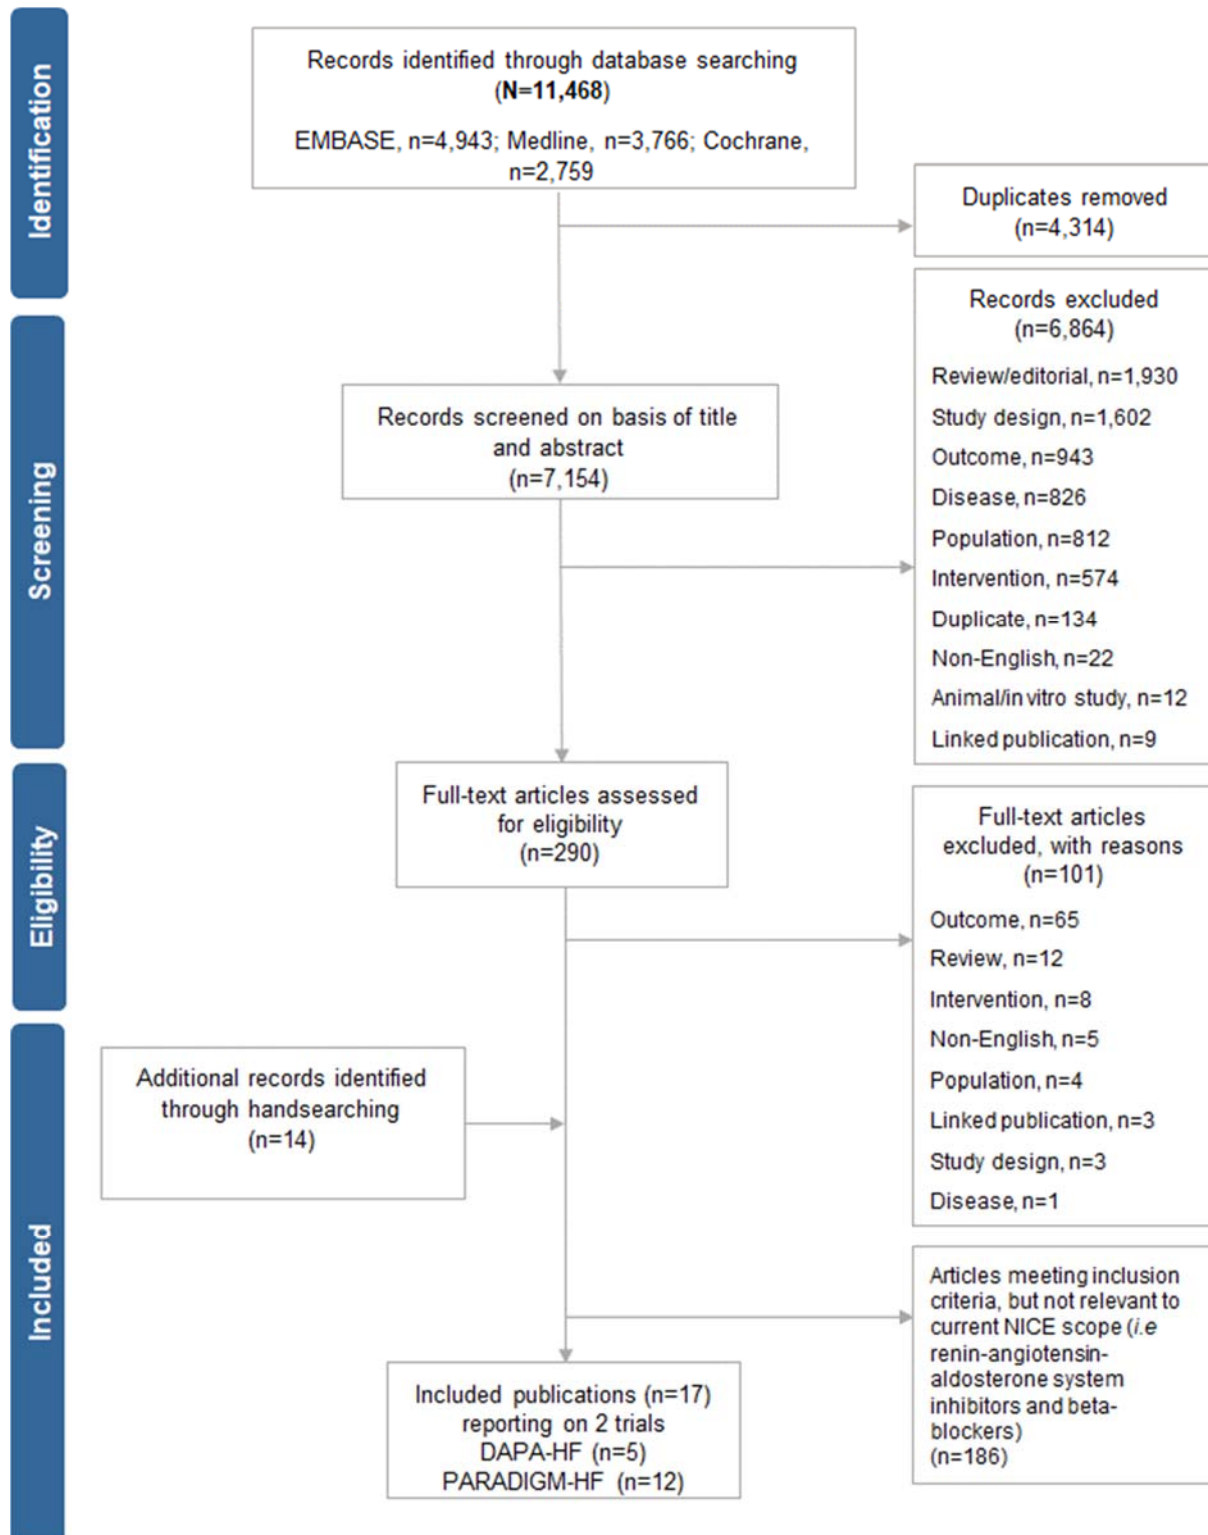 Identification
Records identified through database searching
(N=11,468)
EMBASE, n=4,943; Medline, n=3,766; Cochrane,
n=2,759
Duplicates removed
(n=4,314)
Screening
Records screened on basis of title
and abstract
(n=7,154)
Records excluded
(n=6,864)
Review/editorial, n=1,930
Study design, n=1,602
Outcome, n=943
Disease, n=826
Population, n=812
Intervention, n=574
Duplicate, n=134
Non-English, n=22
Animal/in vitro study, n=12
Linked publication, n=9
Eligibility
Full-text articles assessed
for eligibility
(n=290)
Full-text articles
excluded, with reasons
(n=101)
Outcome, n=65
Review, n=12
Intervention, n=8
Non-English, n=5
Population, n=4
Linked publication, n=3
Study design, n=3
Disease, n=1
Included
Additional records identified
through handsearching
(n=14)
Articles meeting inclusion
criteria, but not relevant to
current NICE scope (i.e
renin-angiotensin-
aldosterone system
inhibitors and beta-
blockers)
(n=186)
Included publications (n=17)
reporting on 2 trials
DAPA-HF (n=5)
PARADIGM-HF (n=12)